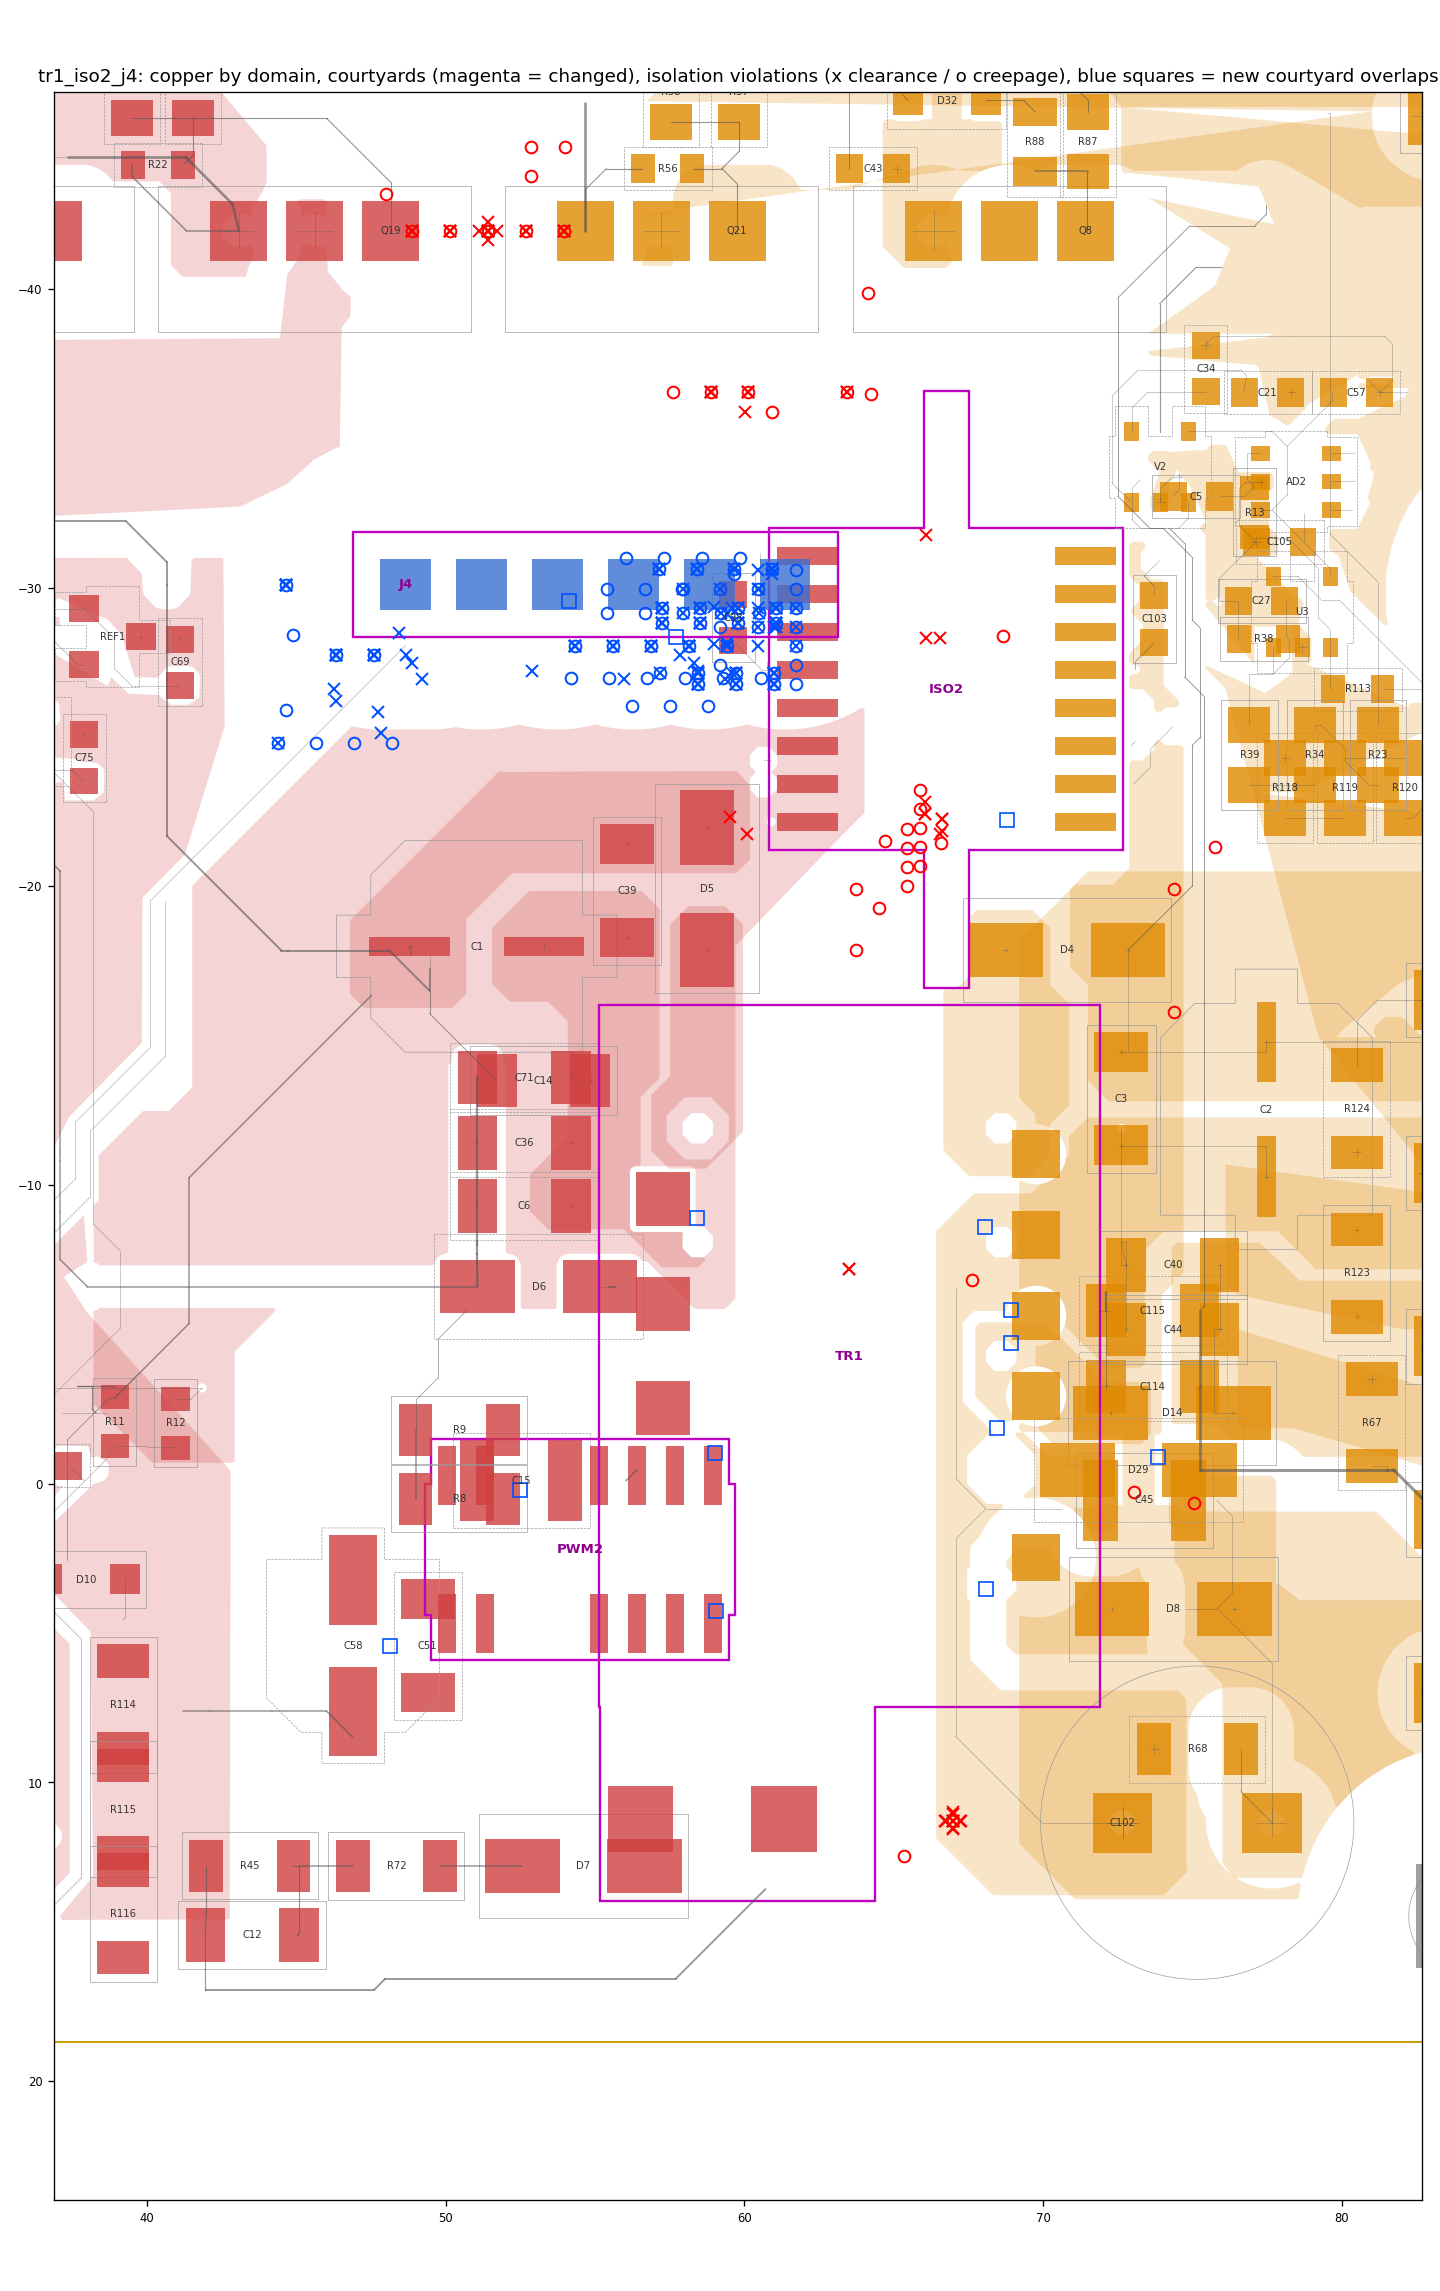 tr1_iso2_j4: copper by domain, courtyards (magenta = changed), isolation violations (x clearance / o creepage), blue squares = new courtyard overlaps
D32
R22
R56
C43
R88
R87
Q19
Q21
Q8
−40
C34
C21
C57
V2
AD2
C5
R13
C105
J4
−30
C27
U3
REF1
C103
R38
C69
ISO2
R113
C75
R39
R34
R23
R118
R119
R120
−20
C39
D5
C1
D4
C71
C14
C3
C2
R124
C36
−10
C6
D6
C40
R123
C115
C44
TR1
C114
D14
R11
R12
R9
R67
0
C15
R8
D29
C45
PWM2
D10
D8
C58
C51
R114
R68
10
R115
C102
R45
R72
D7
R116
C12
20
40
50
60
70
80